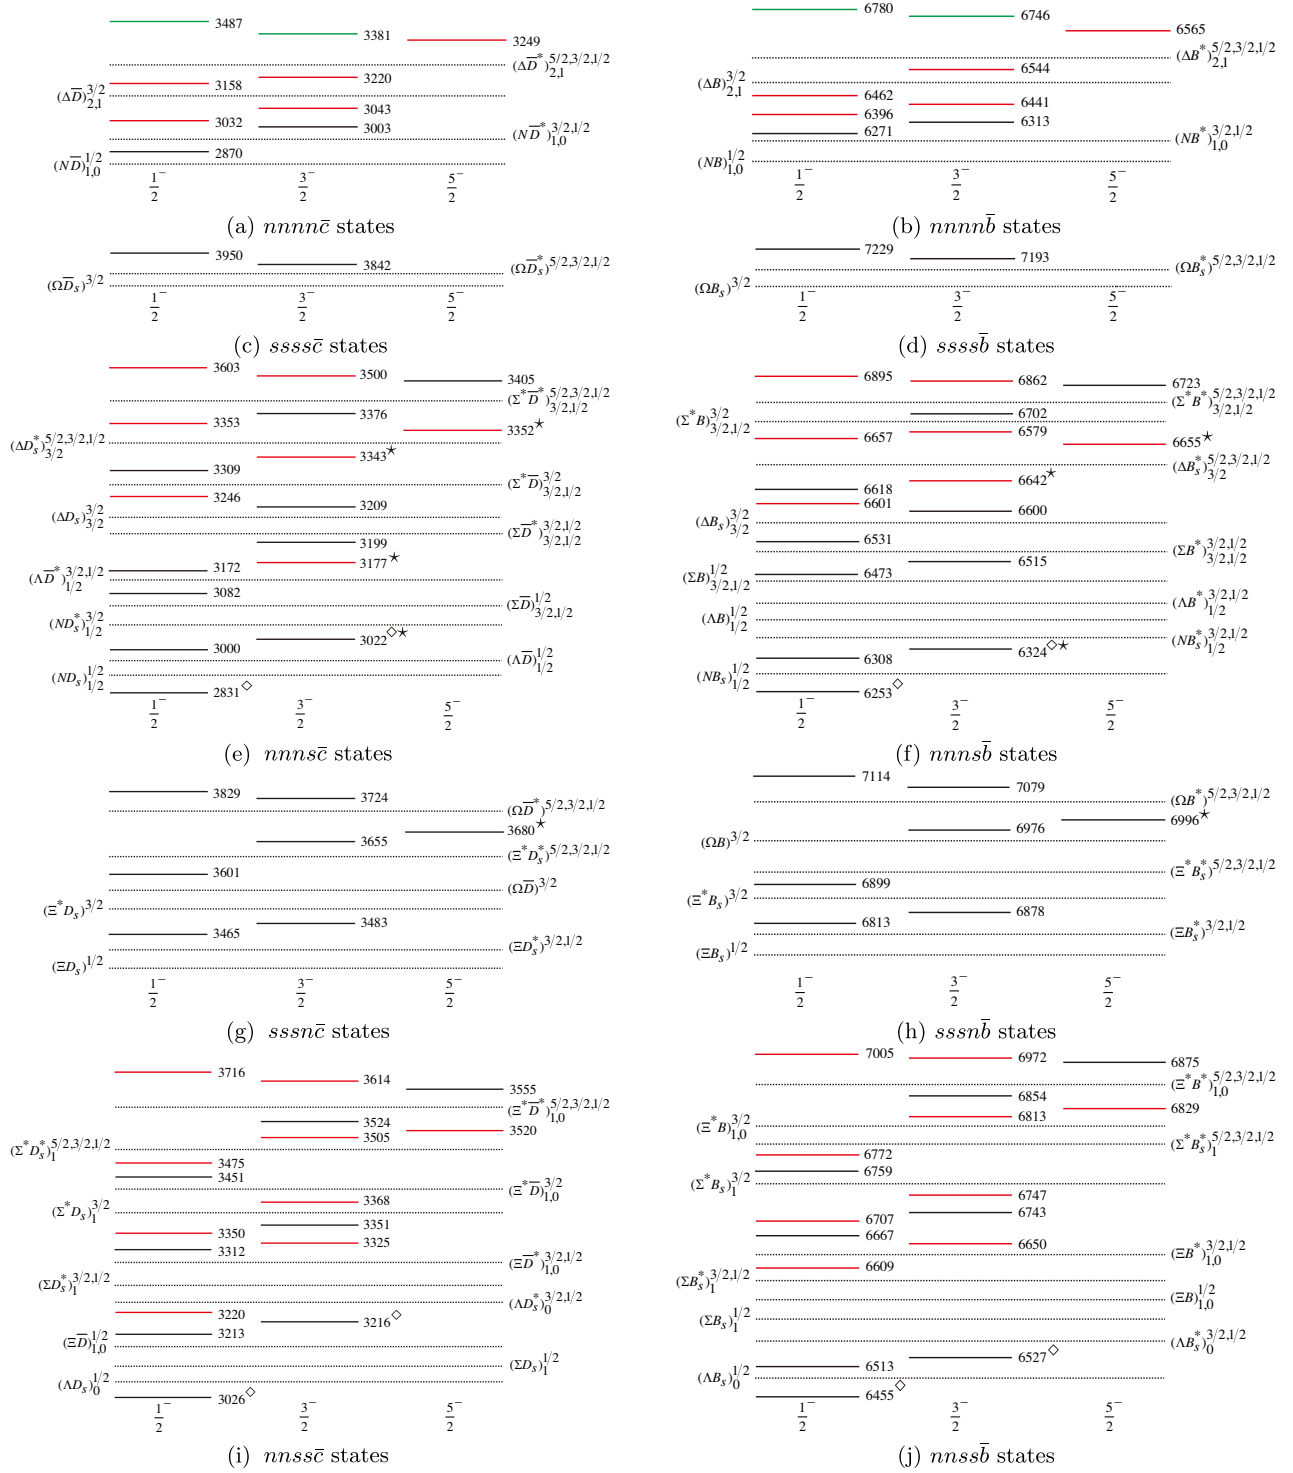 3487
3381
3249
(ΔD̅*)5/2,3/2,1/2 2,1
3220
3158
(ΔD̅)3/2 2,1
3043
3032
3003
(ND̅*)3/2,1/2 1,0
2870
(ND̅)1/2 1,0
1/2⁻ 3/2⁻ 5/2⁻
(a) nnnnc̅ states
6780
6746
6565
(ΔB*)5/2,3/2,1/2 2,1
6544
(ΔB)3/2 2,1
6462
6441
6396
6313
6271
(NB*)3/2,1/2 1,0
(NB)1/2 1,0
1/2⁻ 3/2⁻ 5/2⁻
(b) nnnnb̅ states
3950
3842
(ΩD̅s*)5/2,3/2,1/2
(ΩD̅s)3/2
1/2⁻ 3/2⁻ 5/2⁻
(c) ssssc̅ states
7229
7193
(ΩBs*)5/2,3/2,1/2
(ΩBs)3/2
1/2⁻ 3/2⁻ 5/2⁻
(d) ssssb̅ states
3603
3500
3405
(Σ*D̅*)5/2,3/2,1/2 3/2,1/2
3376
3353
3352★
(ΔDs*)5/2,3/2,1/2 3/2
3343★
3309
(Σ*D̅)3/2 3/2,1/2
3246
3209
(ΔDs)3/2 3/2
(ΣD̅*)3/2,1/2 3/2,1/2
3199
3177★
3172
(ΛD̅*)3/2,1/2 1/2
3082
(ΣD̅)1/2 3/2,1/2
(NDs*)3/2 1/2
3022◇★
3000
(ΛD̅)1/2 1/2
(NDs)1/2 1/2
2831◇
1/2⁻ 3/2⁻ 5/2⁻
(e) nnnsc̅ states
6895
6862
6723
(Σ*B*)5/2,3/2,1/2 3/2,1/2
6702
(Σ*B)3/2 3/2,1/2
6579
6657
6655★
(ΔBs*)5/2,3/2,1/2 3/2
6642★
6618
6601
6600
(ΔBs)3/2 3/2
6531
(ΣB*)3/2,1/2 3/2,1/2
6515
6473
(ΣB)1/2 3/2,1/2
(ΛB*)3/2,1/2 1/2
(ΛB)1/2 1/2
(NBs*)3/2,1/2 1/2
6324◇★
6308
(NBs)1/2 1/2
6253◇
1/2⁻ 3/2⁻ 5/2⁻
(f) nnnsb̅ states
3829
3724
(ΩD̅*)5/2,3/2,1/2
3680★
3655
(Ξ*Ds*)5/2,3/2,1/2
3601
(ΩD̅)3/2
(Ξ*Ds)3/2
3483
3465
(ΞDs*)3/2,1/2
(ΞDs)1/2
1/2⁻ 3/2⁻ 5/2⁻
(g) sssnc̅ states
7114
7079
(ΩB*)5/2,3/2,1/2
6996★
6976
(ΩB)3/2
(Ξ*Bs*)5/2,3/2,1/2
6899
(Ξ*Bs)3/2
6878
6813
(ΞBs*)3/2,1/2
(ΞBs)1/2
1/2⁻ 3/2⁻ 5/2⁻
(h) sssnb̅ states
3716
3614
3555
(Ξ*D̅*)5/2,3/2,1/2 1,0
3524
3520
3505
(Σ*Ds*)5/2,3/2,1/2 1
3475
3451
(Ξ*D̅)3/2 1,0
3368
(Σ*Ds)3/2 1
3351
3350
3325
3312
(ΞD̅*)3/2,1/2 1,0
(ΣDs*)3/2,1/2 1
(ΛDs*)3/2,1/2 0
3220
3216◇
3213
(ΞD̅)1/2 1,0
(ΣDs)1/2 1
(ΛDs)1/2 0
3026◇
1/2⁻ 3/2⁻ 5/2⁻
(i) nnssc̅ states
7005
6972
6875
(Ξ*B*)5/2,3/2,1/2 1,0
6854
6829
6813
(Ξ*B)3/2 1,0
(Σ*Bs*)5/2,3/2,1/2 1
6772
6759
(Σ*Bs)3/2 1
6747
6743
6707
6667
6650
(ΞB*)3/2,1/2 1,0
6609
(ΣBs*)3/2,1/2 1
(ΞB)1/2 1,0
(ΣBs)1/2 1
(ΛBs*)3/2,1/2 0
6527◇
6513
(ΛBs)1/2 0
6455◇
1/2⁻ 3/2⁻ 5/2⁻
(j) nnssb̅ states